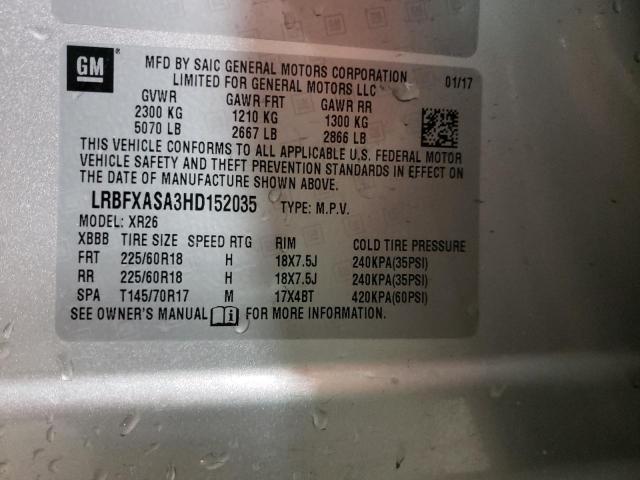 GM
MFD BY SAIC GENERAL MOTORS CORPORATION
LIMITED FOR GENERAL MOTORS LLC 01/17
GVWR GAWR FRT GAWR RR
2300 KG 1210 KG 1300 KG
5070 LB 2667 LB 2866 LB
THIS VEHICLE CONFORMS TO ALL APPLICABLE U.S. FEDERAL MOTOR
VEHICLE SAFETY AND THEFT PREVENTION STANDARDS IN EFFECT ON
THE DATE OF MANUFACTURE SHOWN ABOVE.
LRBFXASA3HD152035 TYPE: M.P.V.
MODEL: XR26
XBBB TIRE SIZE SPEED RTG RIM COLD TIRE PRESSURE
FRT 225/60R18 H 18X7.5J 240KPA(35PSI)
RR 225/60R18 H 18X7.5J 240KPA(35PSI)
SPA T145/70R17 M 17X4BT 420KPA(60PSI)
SEE OWNER'S MANUAL i FOR MORE INFORMATION.